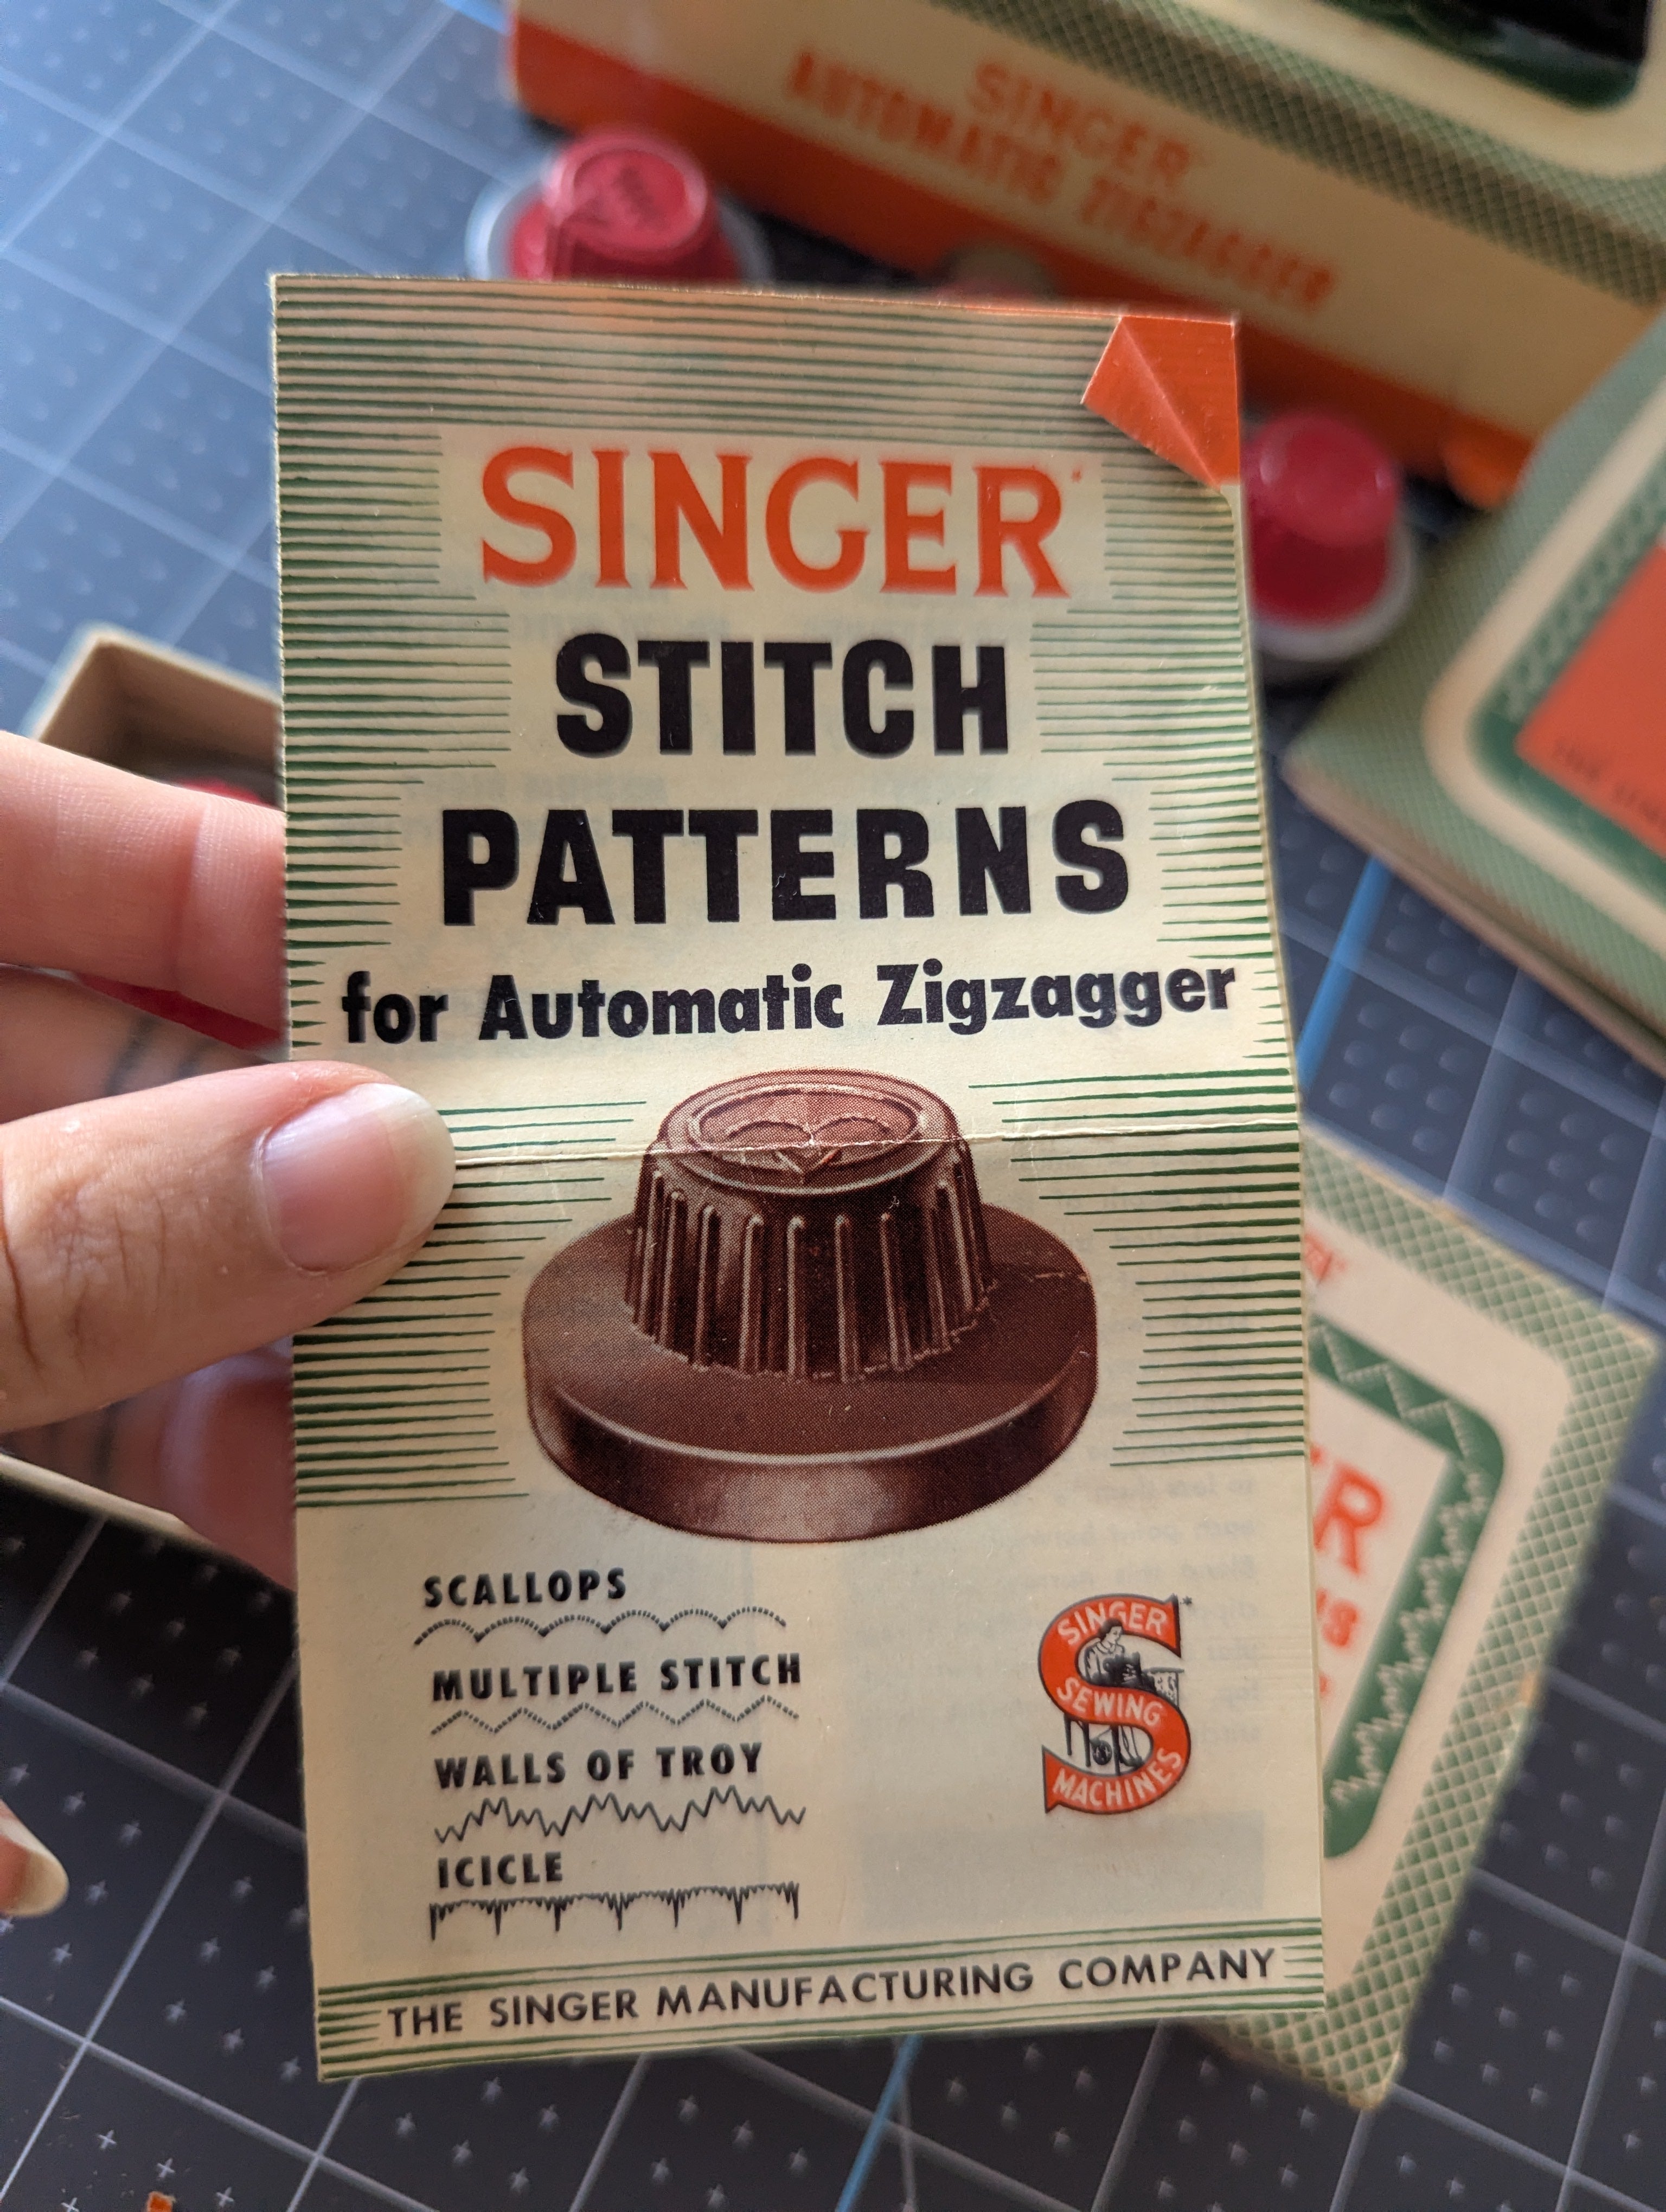 SINGER
AUTOMATIC ZIGZAGGER
SINGER*
STITCH
PATTERNS
for Automatic Zigzagger
SCALLOPS
MULTIPLE STITCH
WALLS OF TROY
ICICLE
SINGER*
SEWING
MACHINES
THE SINGER MANUFACTURING COMPANY